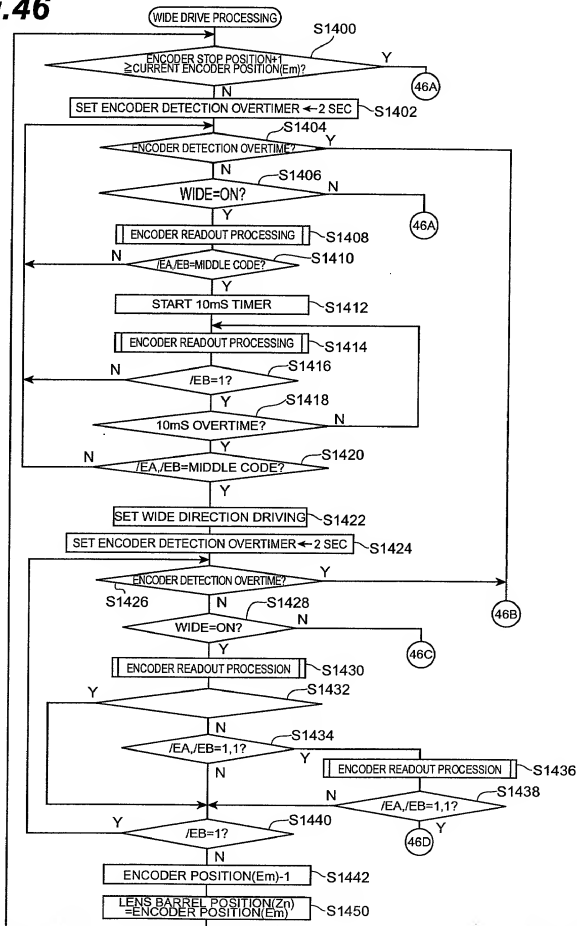 .46
WIDE DRIVE PROCESSING
S1400
ENCODER STOP POSITION+1
≧CURRENT ENCODER POSITION(Em)?
Y
46A
N
SET ENCODER DETECTION OVERTIMER←2 SEC
S1402
S1404
ENCODER DETECTION OVERTIME?
Y
N
S1406
WIDE=ON?
N
46A
Y
ENCODER READOUT PROCESSING
S1408
S1410
N
/EA,/EB=MIDDLE CODE?
Y
START 10mS TIMER
S1412
ENCODER READOUT PROCESSING
S1414
S1416
N
/EB=1?
Y
S1418
10mS OVERTIME?
N
Y
S1420
N
/EA,/EB=MIDDLE CODE?
Y
SET WIDE DIRECTION DRIVING
S1422
SET ENCODER DETECTION OVERTIMER←2 SEC
S1424
ENCODER DETECTION OVERTIME?
Y
S1426
N
S1428
46B
WIDE=ON?
N
46C
Y
ENCODER READOUT PROCESSION
S1430
S1432
Y
N
S1434
/EA,/EB=1,1?
Y
N
ENCODER READOUT PROCESSION
S1436
S1438
N
/EA,/EB=1,1?
Y
46D
S1440
Y
/EB=1?
N
ENCODER POSITION(Em)-1
S1442
LENS BARREL POSITION(Zn)
=ENCODER POSITION(Em)
S1450